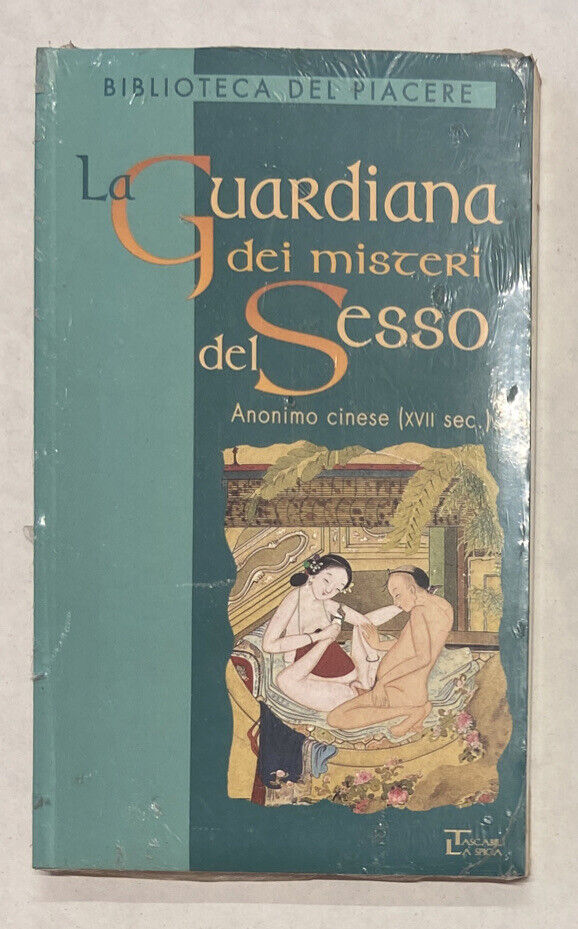 BIBLIOTECA DEL PIACERE
La Guardiana
dei misteri
del Sesso
Anonimo cinese (XVII sec.)
TASCABILI
LA SPIGA